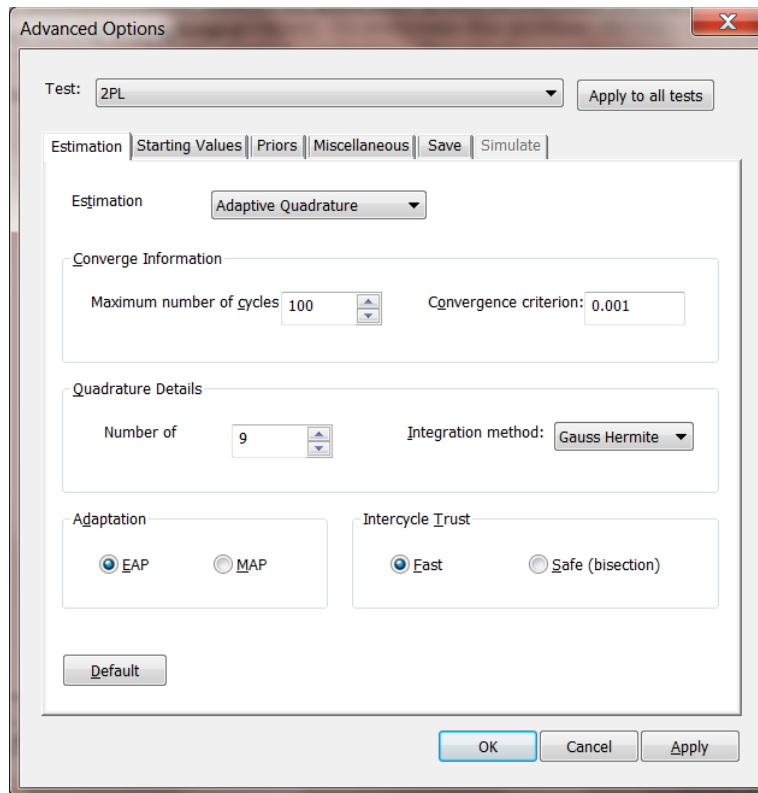 Advanced Options
X
Test: 2PL Apply to all tests
Estimation Starting Values Priors Miscellaneous Save Simulate
Estimation Adaptive Quadrature
Converge Information
Maximum number of cycles 100 Convergence criterion: 0.001
Quadrature Details
Number of 9 Integration method: Gauss Hermite
Adaptation Intercycle Trust
EAP MAP Fast Safe (bisection)
Default
OK Cancel Apply